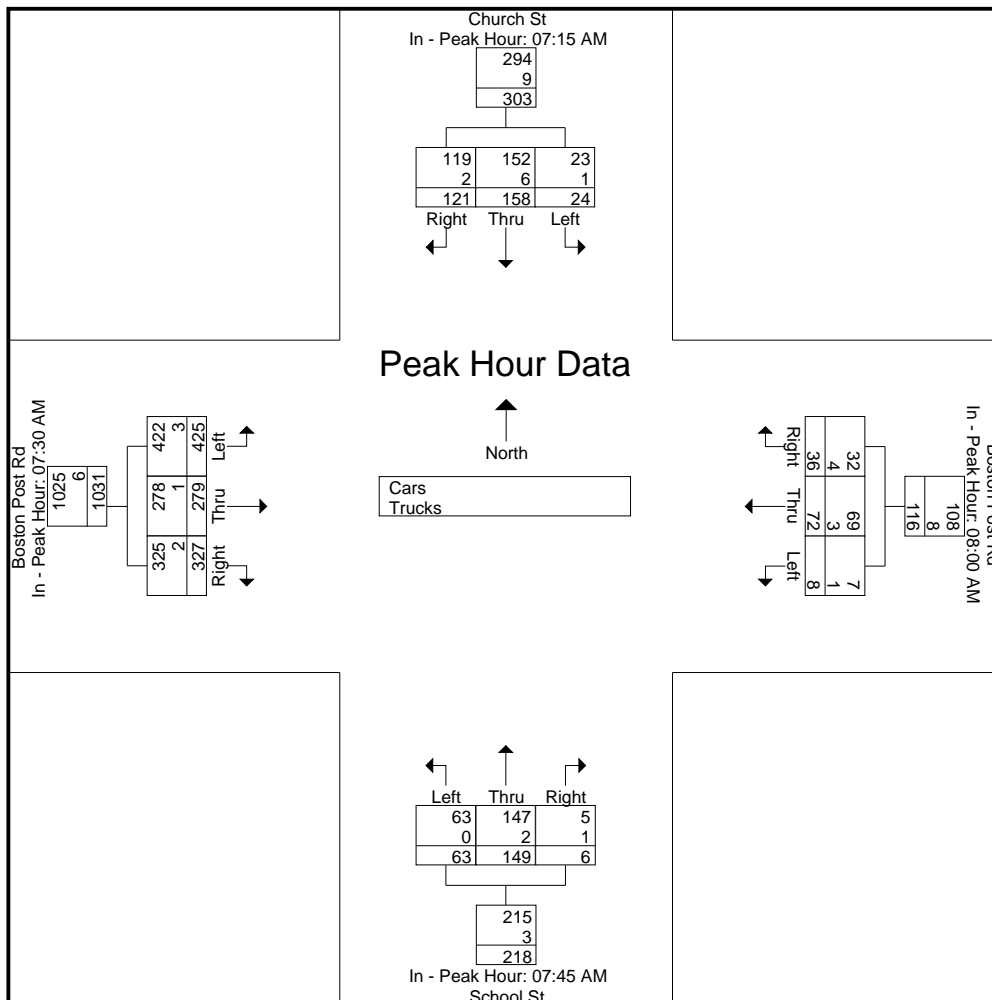 Church St
In - Peak Hour: 07:15 AM
294
9
303
119 152 23
2 6 1
121 158 24
Right Thru Left
Peak Hour Data
North
Cars
Trucks
Boston Post Rd
In - Peak Hour: 07:30 AM
1025
6
1031
422 3 425 Left
278 1 279 Thru
325 2 327 Right
Right 36 4 32
Thru 72 3 69
Left 8 1 7
116 8 108
In - Peak Hour: 08:00 AM
Boston Post Rd
Left Thru Right
63 147 5
0 2 1
63 149 6
215
3
218
In - Peak Hour: 07:45 AM
School St